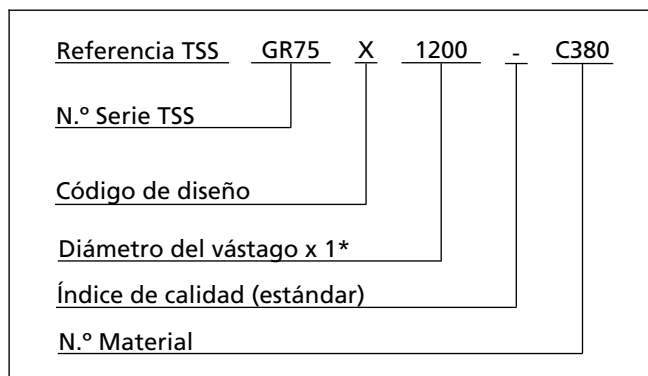 Referencia TSS GR75 X 1200 - C380
N.º Serie TSS
Código de diseño
Diámetro del vástago x 1*
Índice de calidad (estándar)
N.º Material